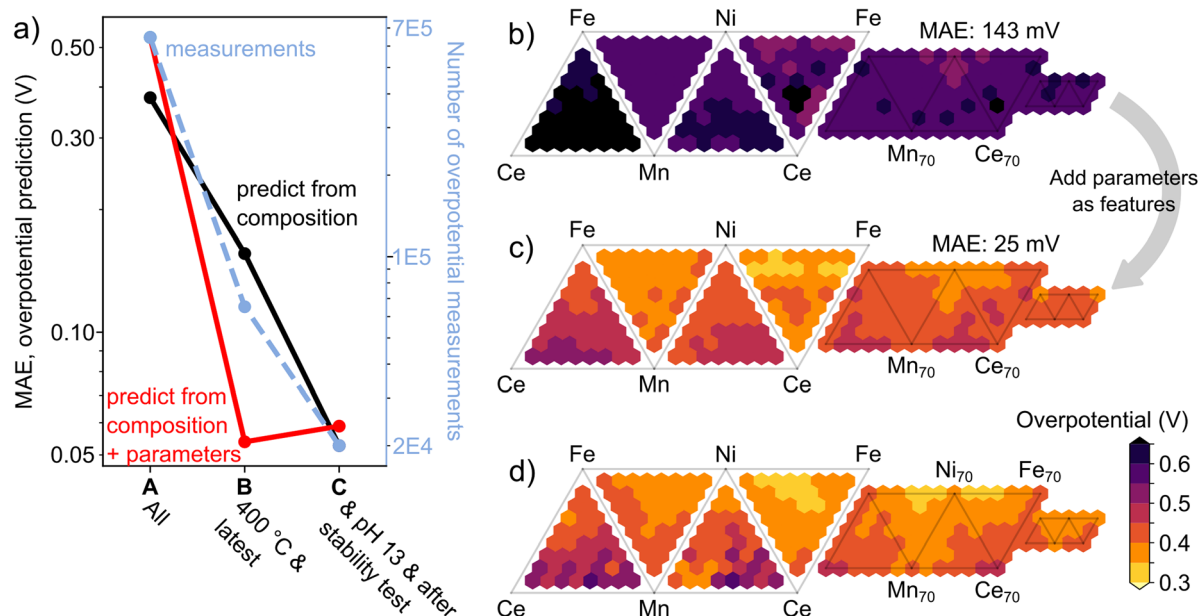 a)
MAE, overpotential prediction (V)
0.50
0.30
0.10
0.05
measurements
predict from
composition
predict from
composition
+ parameters
7E5
1E5
2E4
Number of overpotential measurements
A
All
B
400 °C &
latest
C
& pH 13 & after
stability test
b)
Fe
Ni
Fe
MAE: 143 mV
Ce
Mn
Ce
Mn₇₀
Ce₇₀
Add parameters
as features
c)
Fe
Ni
Fe
MAE: 25 mV
Ce
Mn
Ce
Mn₇₀
Ce₇₀
d)
Fe
Ni
Fe
Ni₇₀
Fe₇₀
Ce
Mn
Ce
Mn₇₀
Ce₇₀
Overpotential (V)
0.6
0.5
0.4
0.3